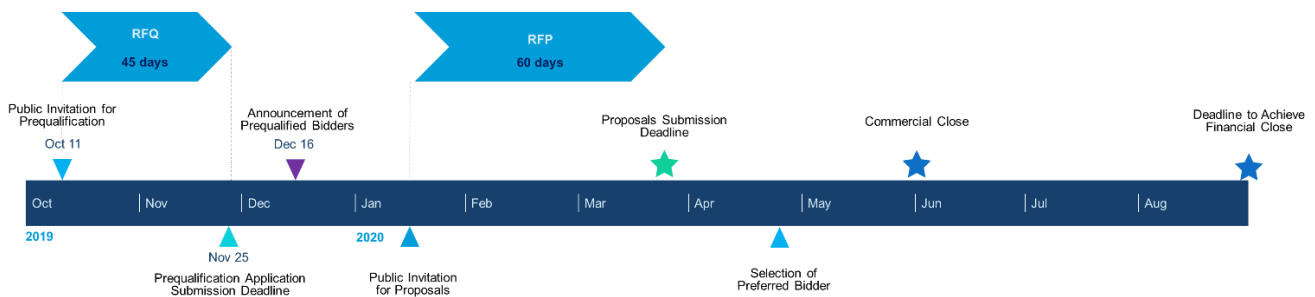 RFQ
45 days
RFP
60 days
Public Invitation for
Prequalification
Oct 11
Announcement of
Prequalified Bidders
Dec 16
Proposals Submission
Deadline
Commercial Close
Deadline to Achieve
Financial Close
Oct
Nov
Dec
Jan
Feb
Mar
Apr
May
Jun
Jul
Aug
2019
2020
Nov 25
Prequalification Application
Submission Deadline
Public Invitation
for Proposals
Selection of
Preferred Bidder